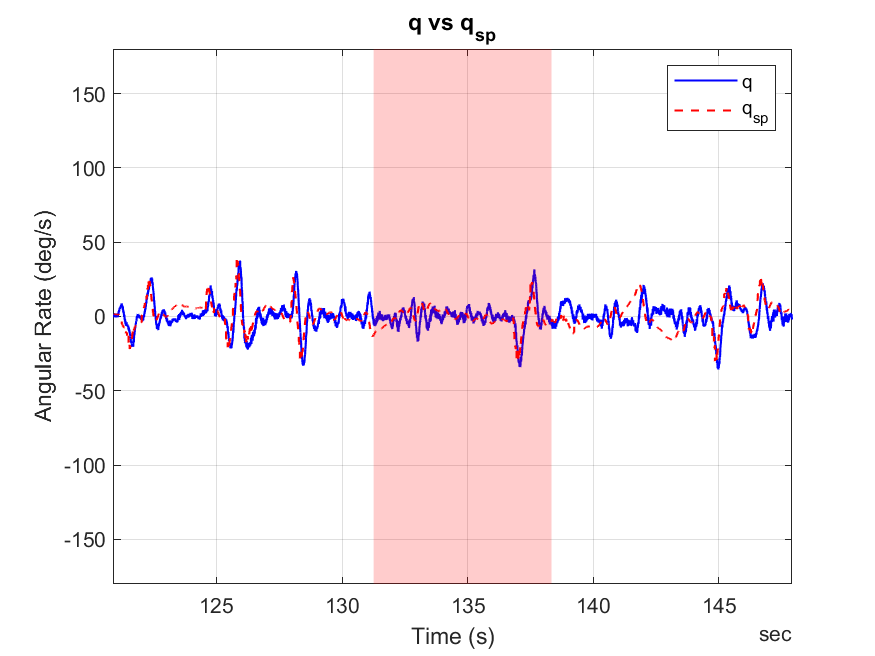 q vs q_sp
q
q_sp
150
100
50
0
-50
-100
-150
Angular Rate (deg/s)
125 130 135 140 145
Time (s)
sec